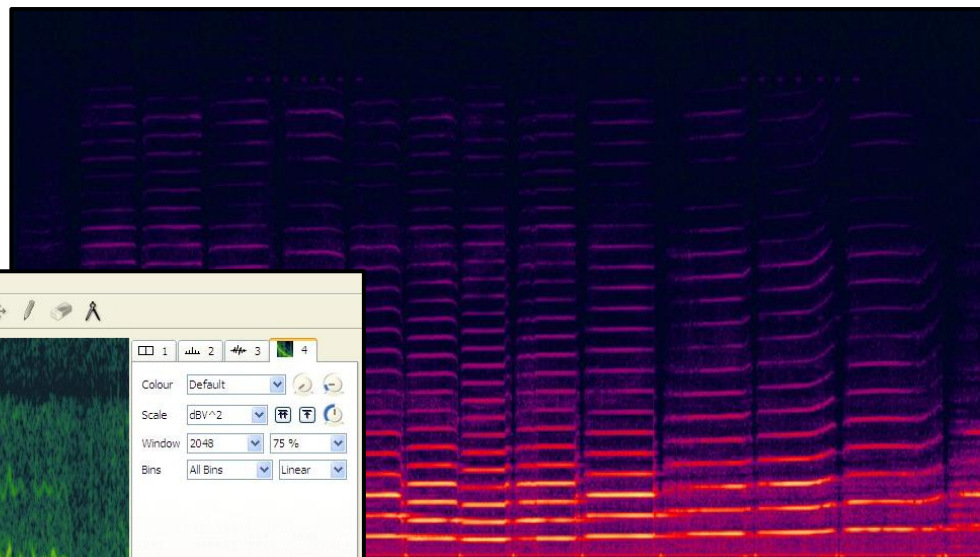 1 2 3 4
Colour Default
Scale dBV^2
Window 2048 75 %
Bins All Bins Linear